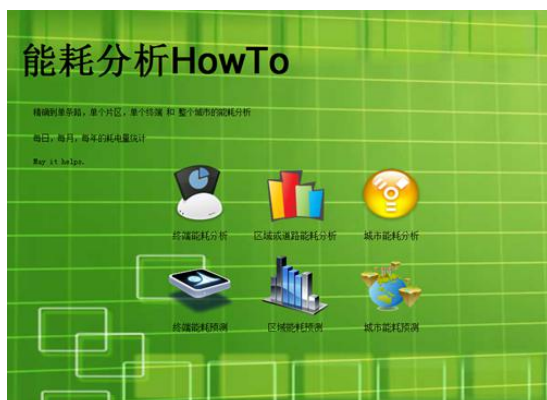 能耗分析HowTo
精确到单条路，单个片区，单个终端 和 整个城市的能耗分析
每日，每月，每年的耗电量统计
May it helps.
终端能耗分析 区域或道路能耗分析 城市能耗分析
终端能耗预测 区域能耗预测 城市能耗预测